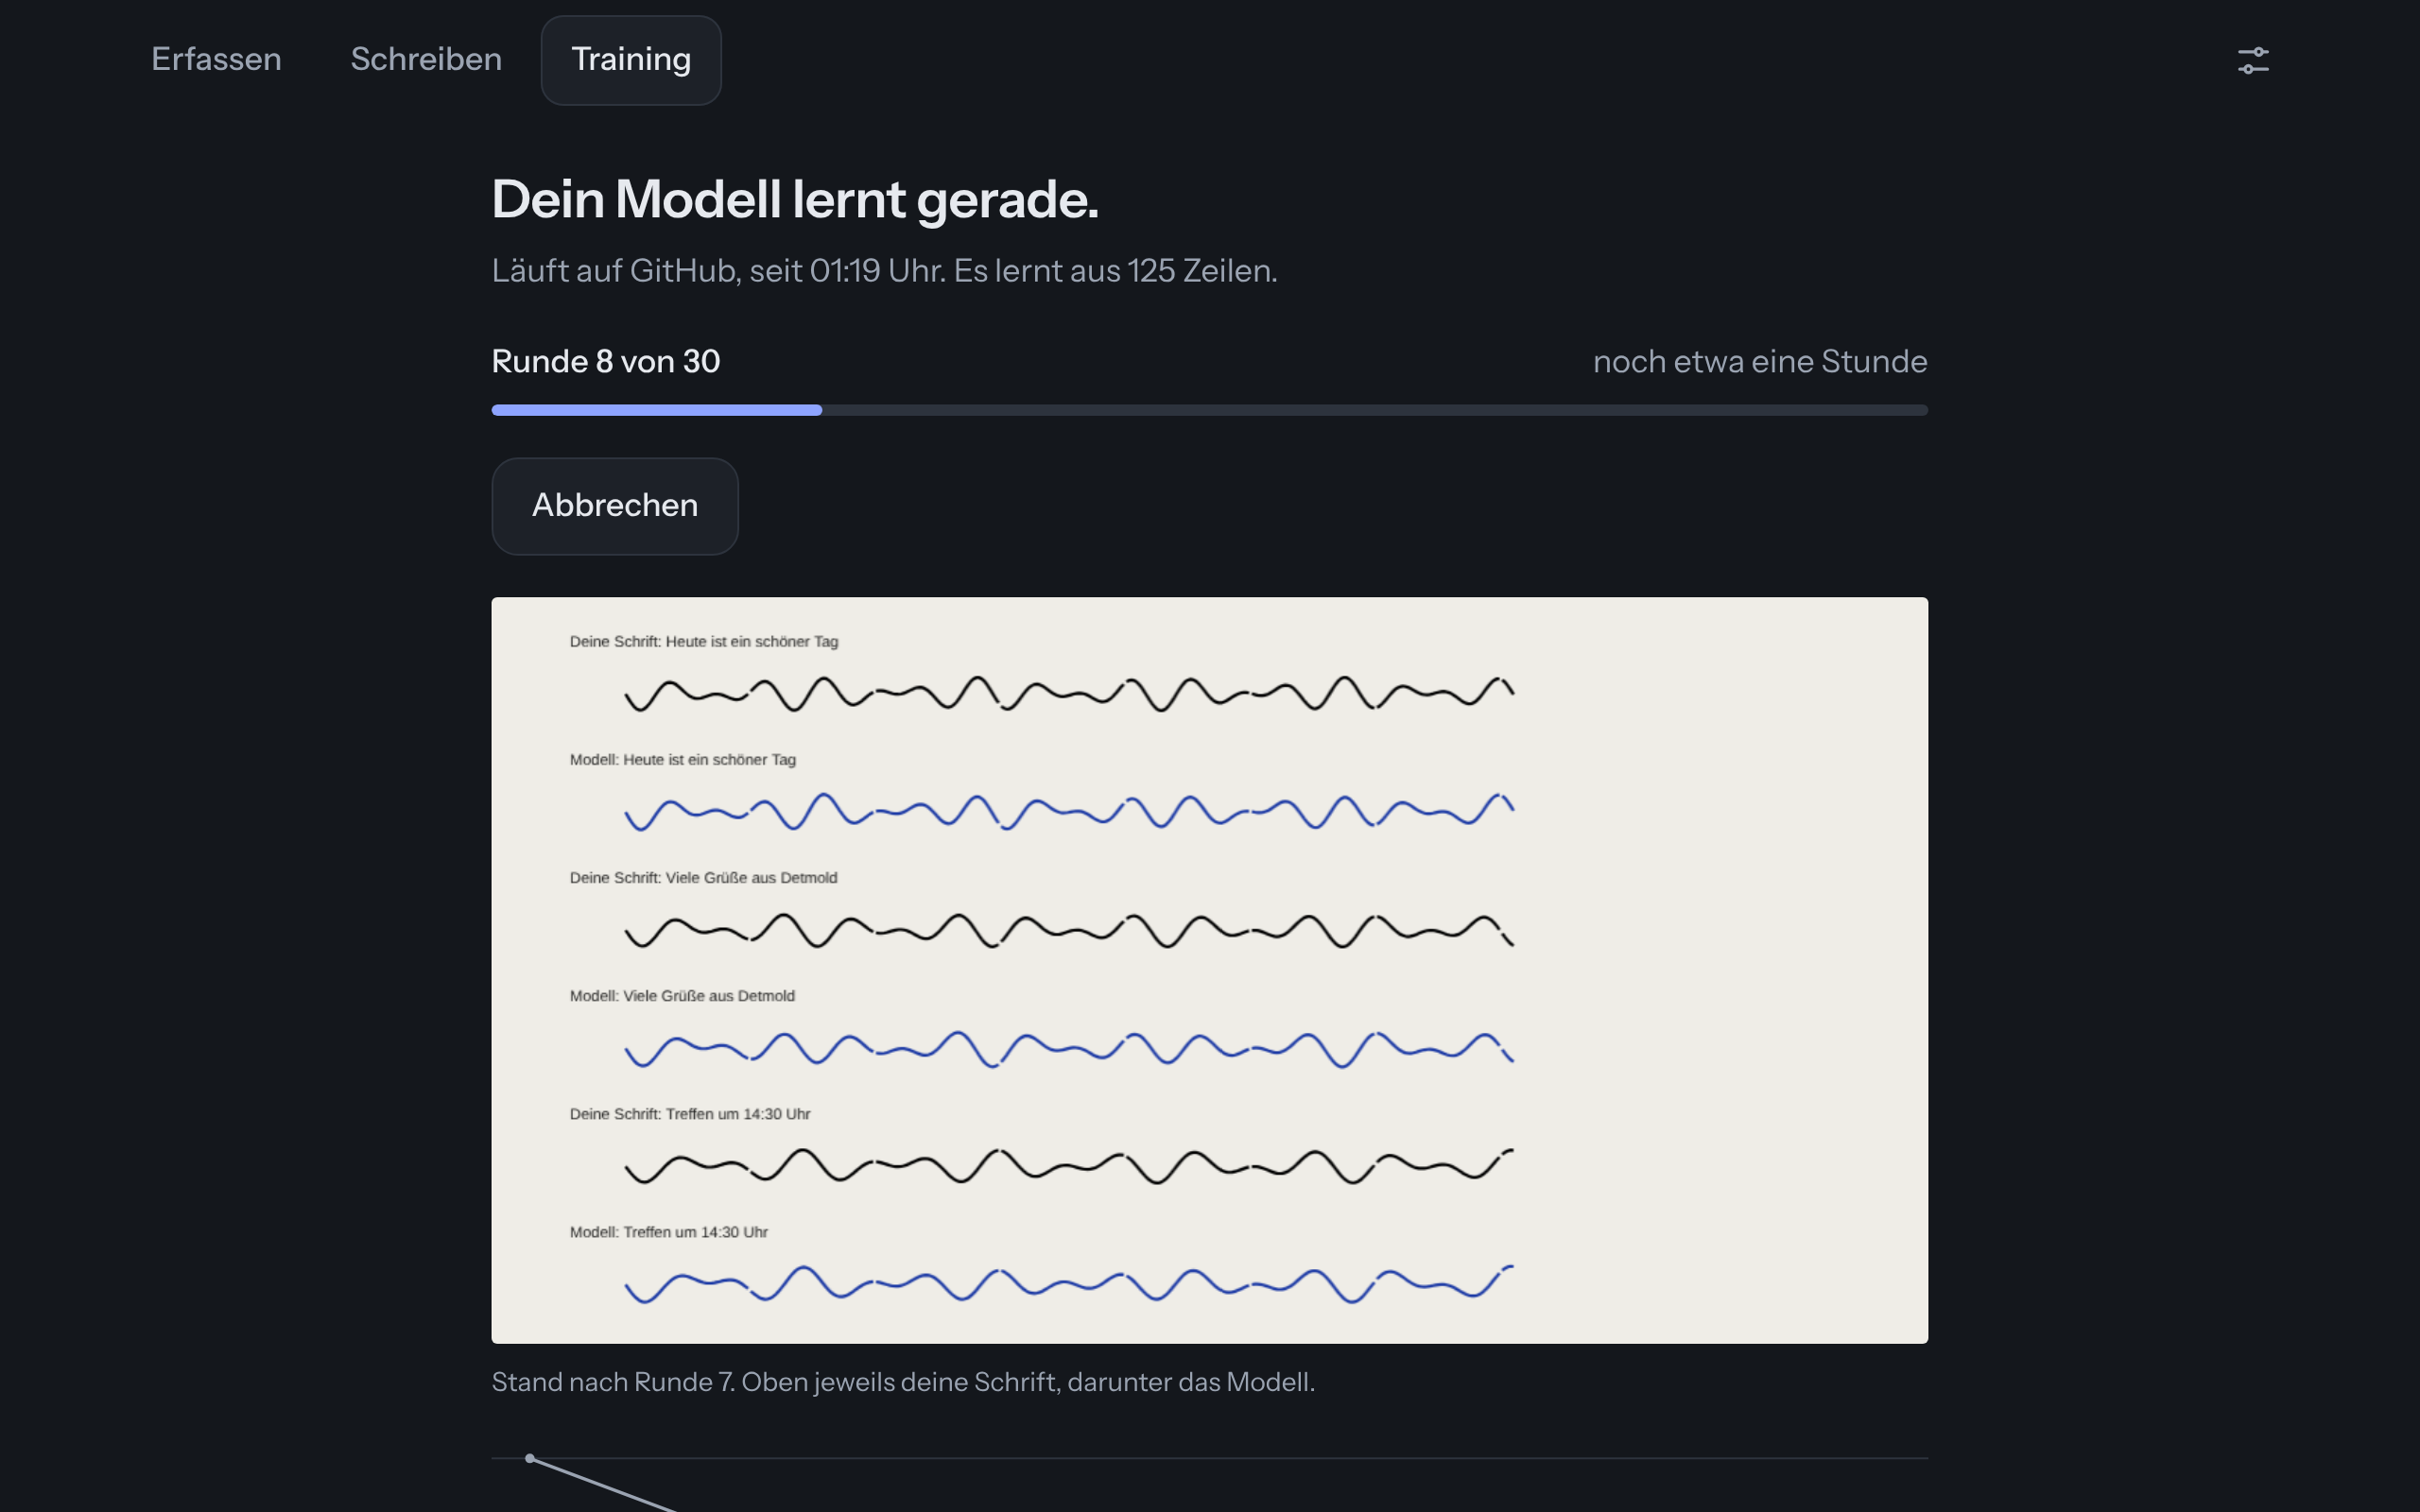 Erfassen Schreiben Training
Dein Modell lernt gerade.
Läuft auf GitHub, seit 01:19 Uhr. Es lernt aus 125 Zeilen.
Runde 8 von 30 noch etwa eine Stunde
Abbrechen
Deine Schrift: Heute ist ein schöner Tag
Modell: Heute ist ein schöner Tag
Deine Schrift: Viele Grüße aus Detmold
Modell: Viele Grüße aus Detmold
Deine Schrift: Treffen um 14:30 Uhr
Modell: Treffen um 14:30 Uhr
Stand nach Runde 7. Oben jeweils deine Schrift, darunter das Modell.